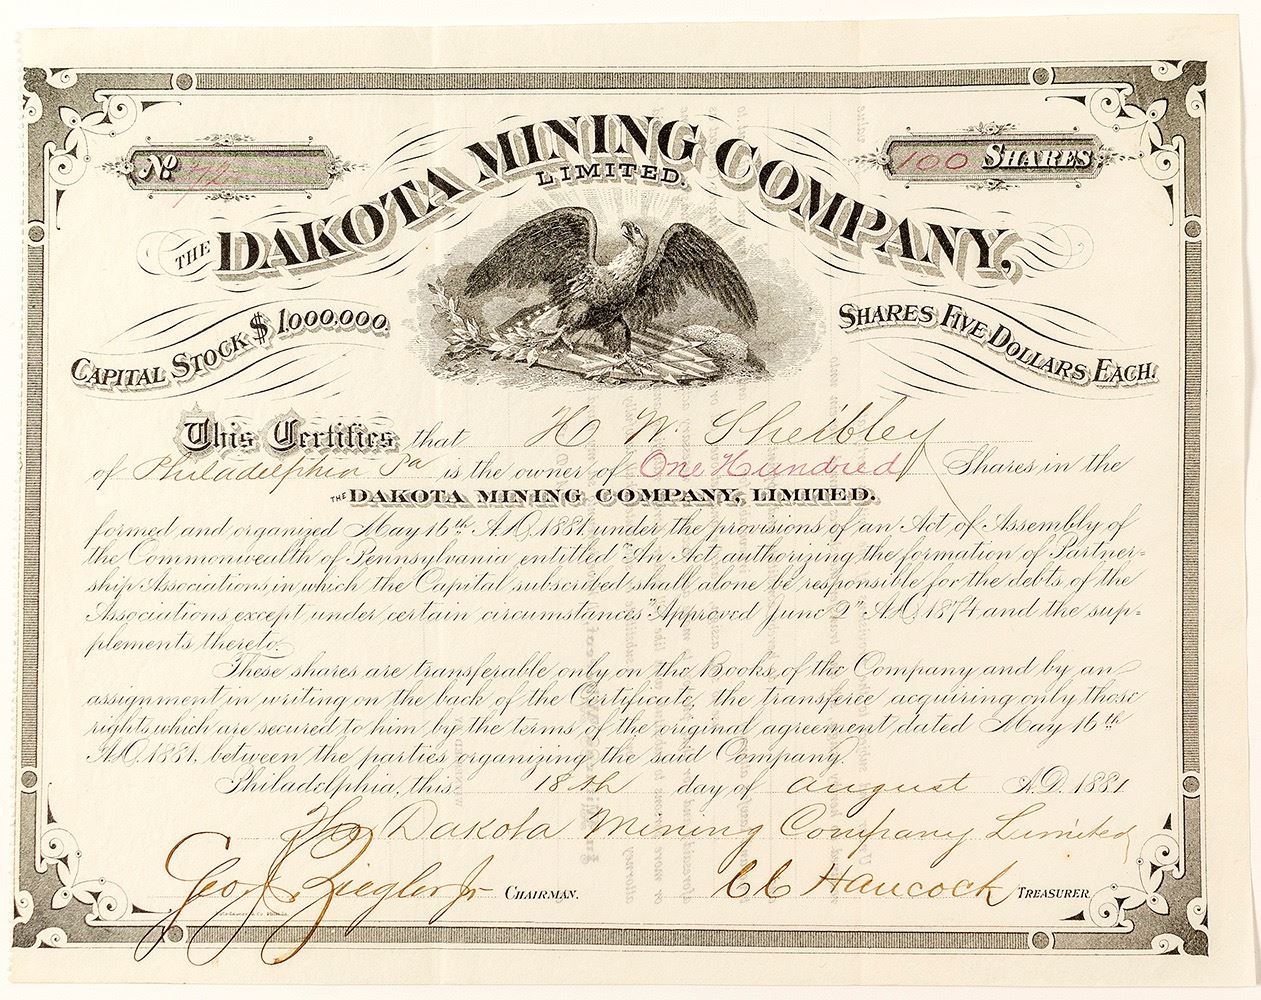 No 72
100 SHARES
THE DAKOTA MINING COMPANY,
LIMITED.
CAPITAL STOCK $1,000,000.
SHARES FIVE DOLLARS EACH.
This Certifies that H W. Sheibley
of Philadelphia Pa is the owner of One Hundred Shares in the
THE DAKOTA MINING COMPANY, LIMITED.
formed and organized May 16th A.D. 1881. under the provisions of an Act of Assembly of
the Commonwealth of Pennsylvania entitled "An Act authorizing the formation of Partner=
ship Associations in which the Capital subscribed shall alone be responsible for the debts of the
Associations except under certain circumstances" Approved June 2nd A.D. 1874 and the sup=
plements thereto.
These shares are transferable only on the Books of the Company and by an
assignment in writing on the back of the Certificate, the transferee acquiring only those
rights which are secured to him by the terms of the original agreement dated May 16th
A.D. 1881, between the parties organizing the said Company.
Philadelphia, this 18th day of August A.D. 1881
The Dakota Mining Company Limited
Geo J. Ziegler Jr CHAIRMAN.
CC Hancock TREASURER.